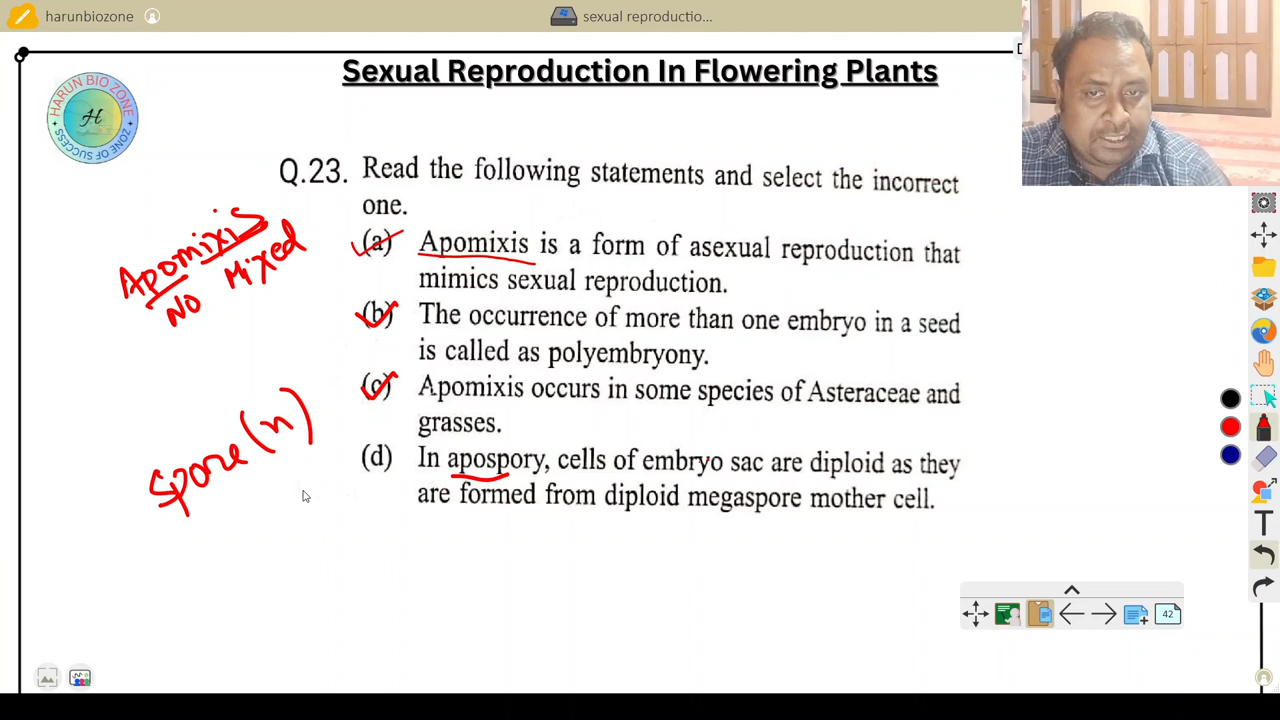 harunbiozone
sexual reproductio...
Sexual Reproduction In Flowering Plants
HARUN BIO ZONE
H
ZONE OF SUCCESS
Q.23. Read the following statements and select the incorrect
one.
(a) Apomixis is a form of asexual reproduction that
mimics sexual reproduction.
(b) The occurrence of more than one embryo in a seed
is called as polyembryony.
(c) Apomixis occurs in some species of Asteraceae and
grasses.
(d) In apospory, cells of embryo sac are diploid as they
are formed from diploid megaspore mother cell.
Apomixis
No Mixed
Spore (n)
T
42